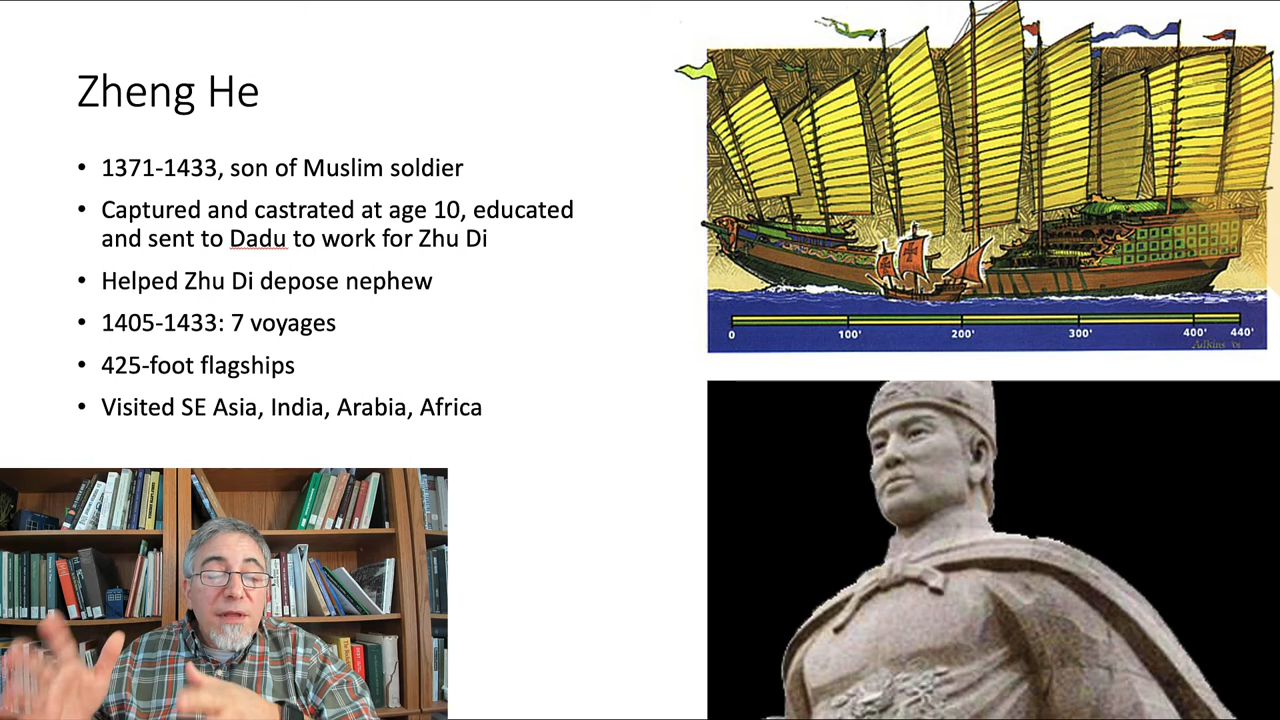 Zheng He
• 1371-1433, son of Muslim soldier
• Captured and castrated at age 10, educated
and sent to Dadu to work for Zhu Di
• Helped Zhu Di depose nephew
• 1405-1433: 7 voyages
• 425-foot flagships
• Visited SE Asia, India, Arabia, Africa
0 100' 200' 300' 400' 440'
Adkins